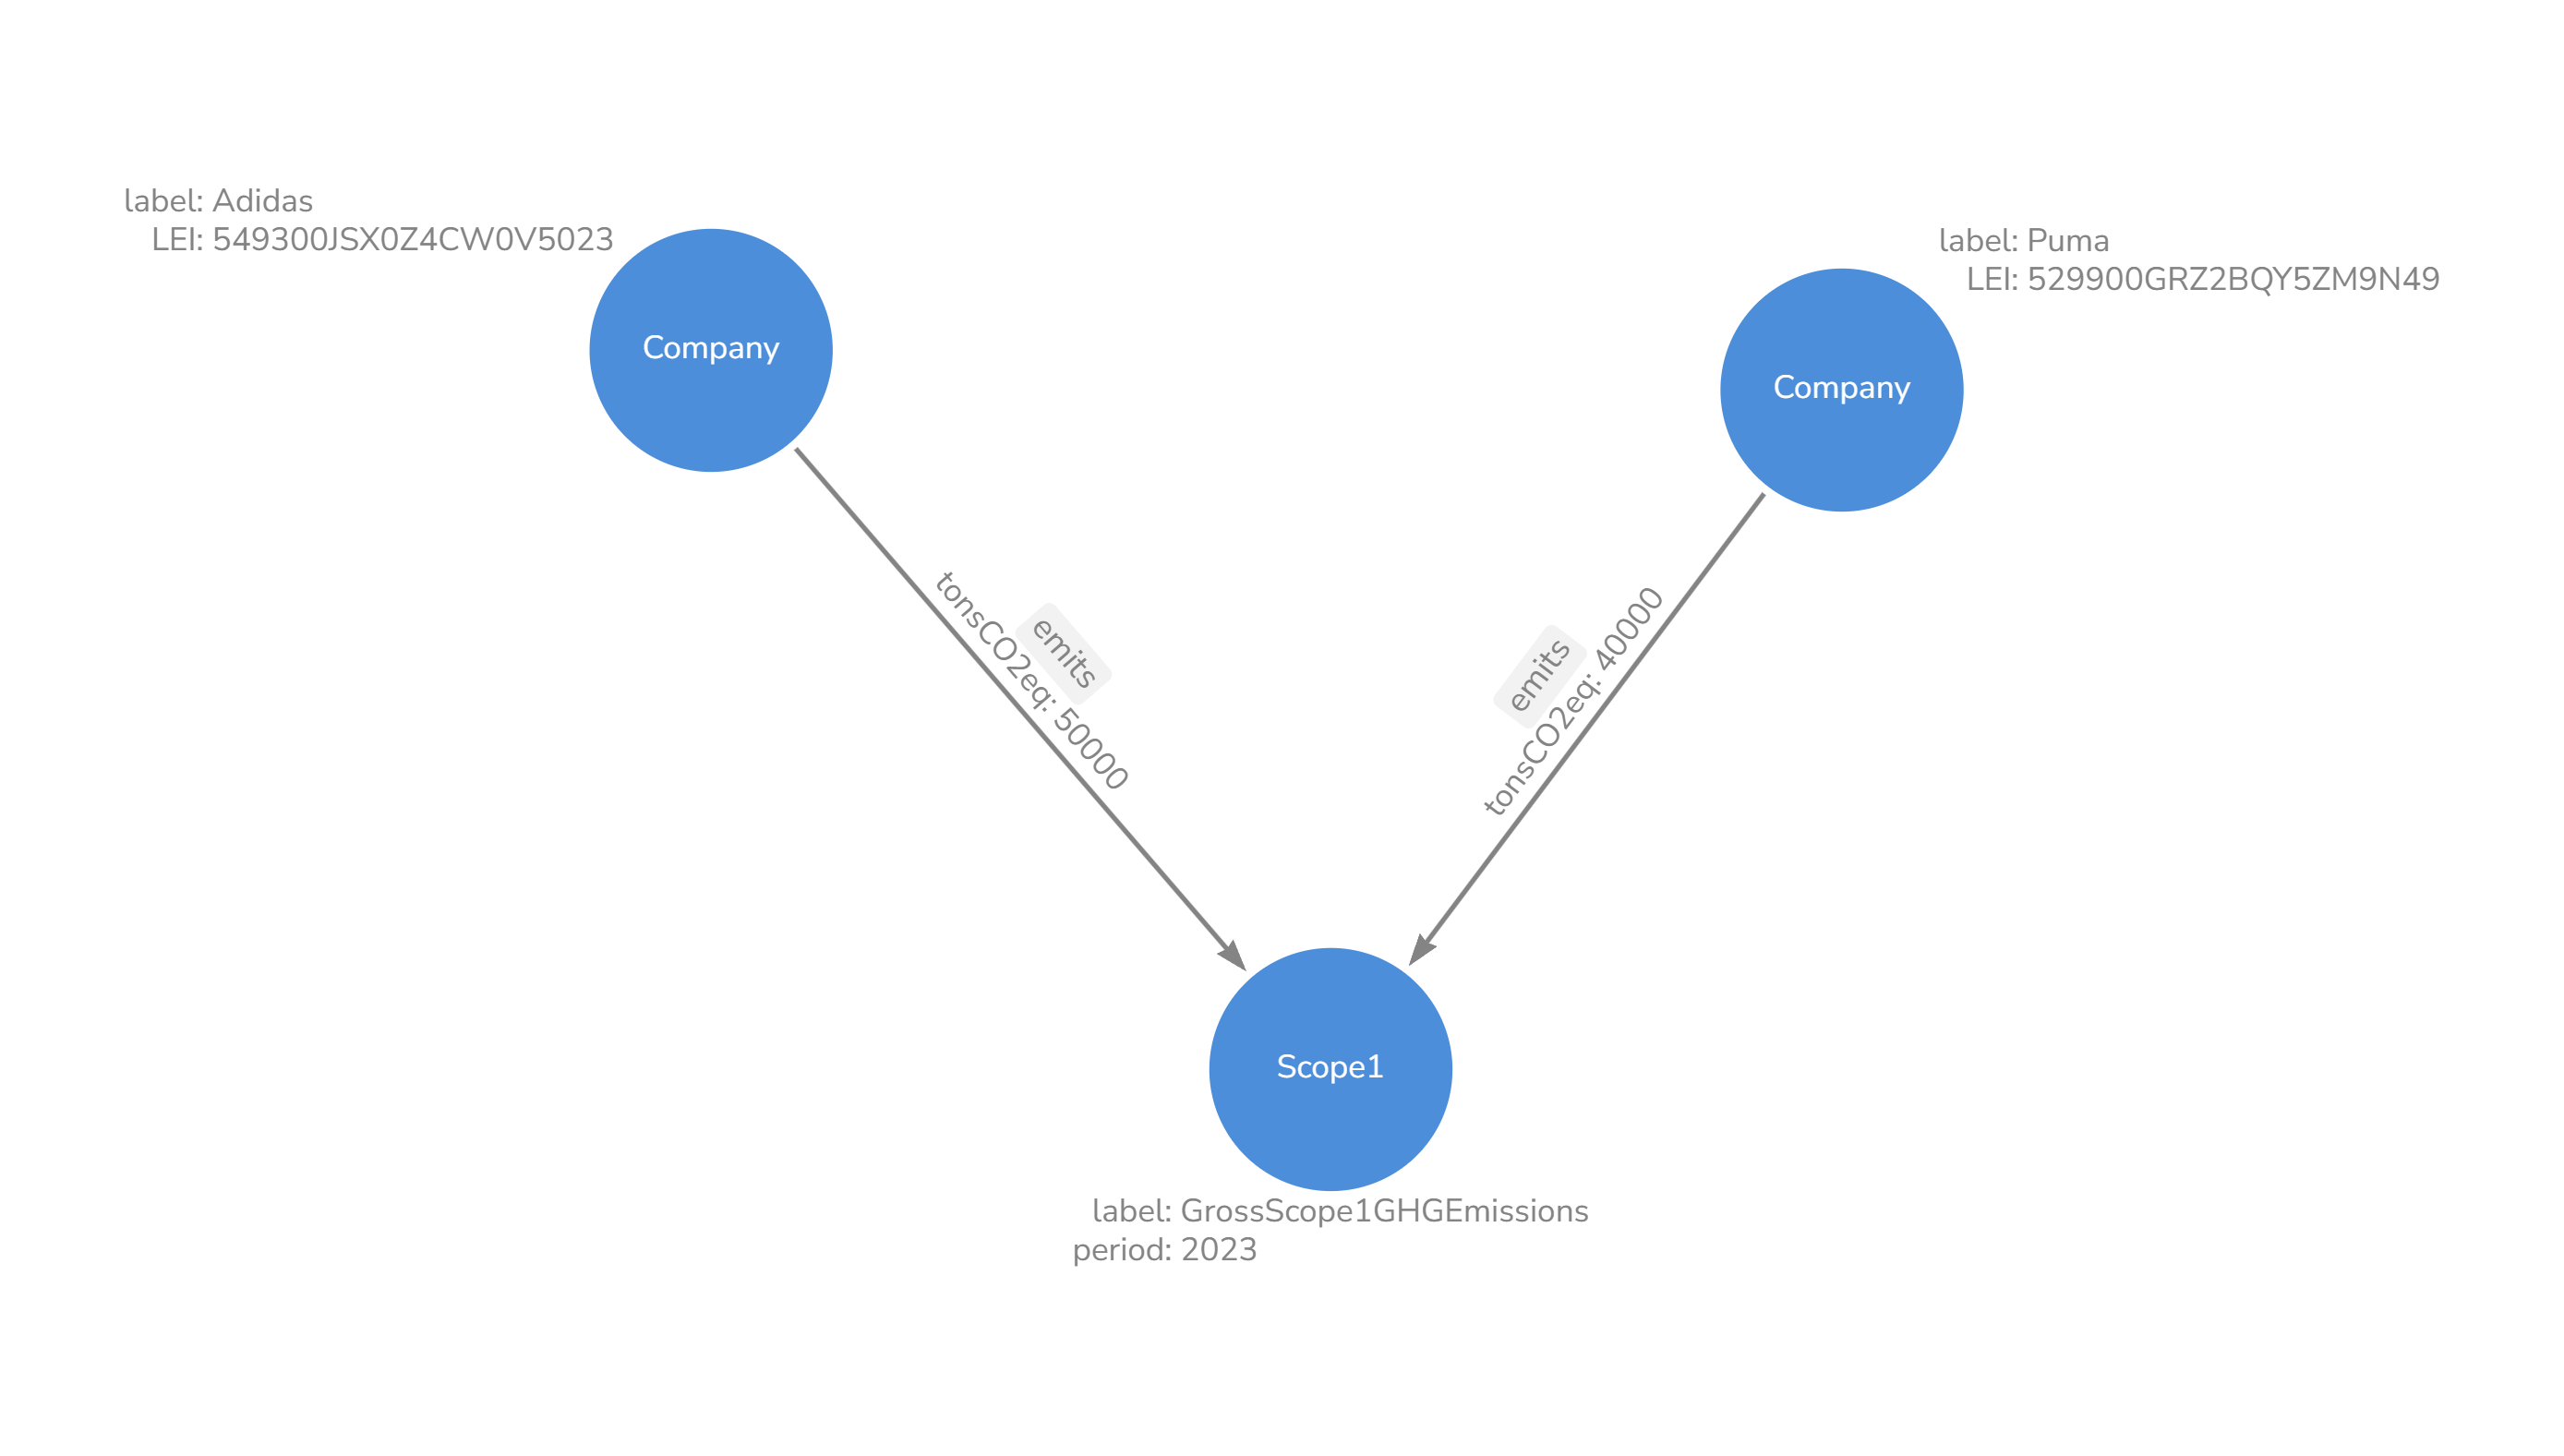 label: Adidas
LEI: 549300JSX0Z4CW0V5023
Company
label: Puma
LEI: 529900GRZ2BQY5ZM9N49
Company
emits
tonsCO2eq: 50000
emits
tonsCO2eq: 40000
Scope1
label: GrossScope1GHGEmissions
period: 2023